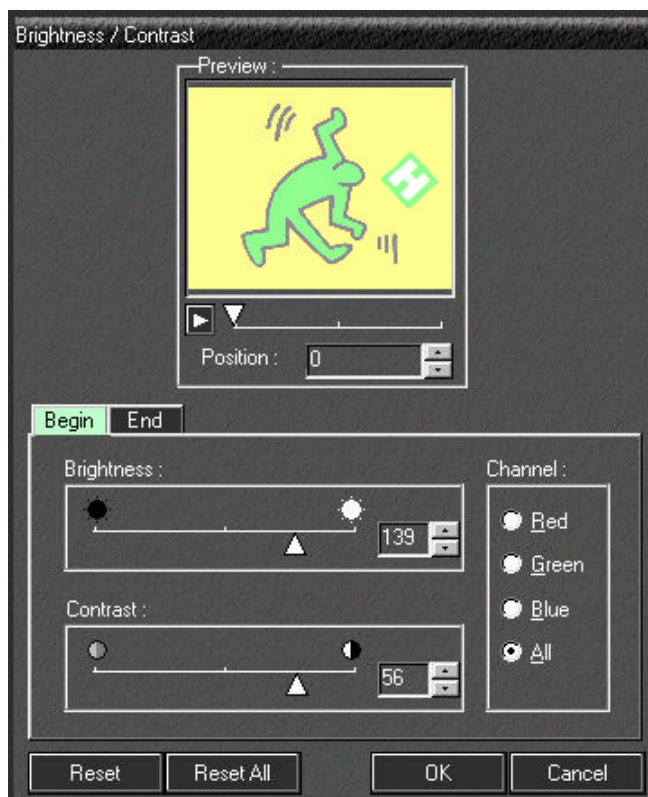 Brightness / Contrast
Preview :
H
Position : 0
Begin End
Brightness :
139
Contrast :
56
Channel :
Red
Green
Blue
All
Reset Reset All OK Cancel